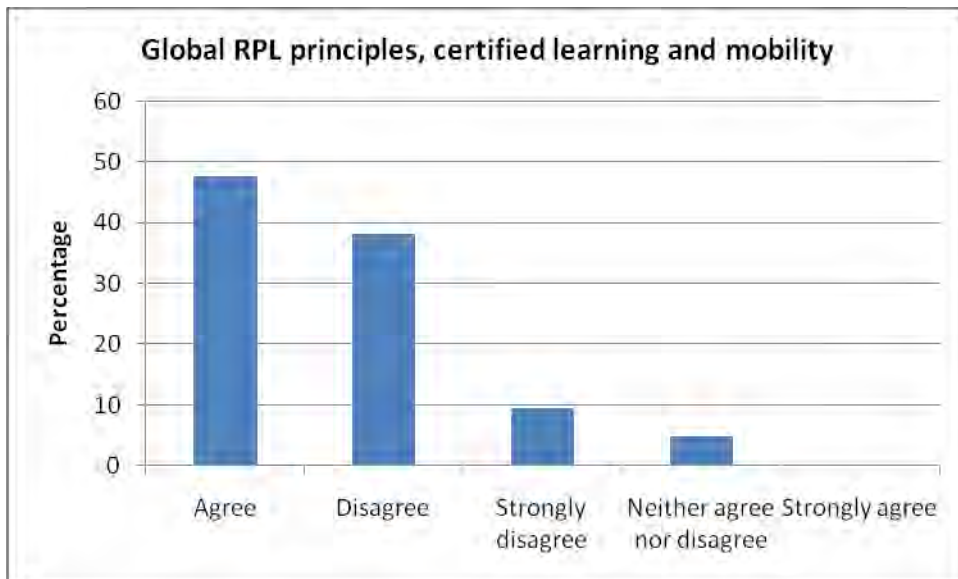 Global RPL principles, certified learning and mobility
60
50
40
30
20
10
0
Percentage
Agree
Disagree
Strongly
disagree
Neither agree
nor disagree
Strongly agree